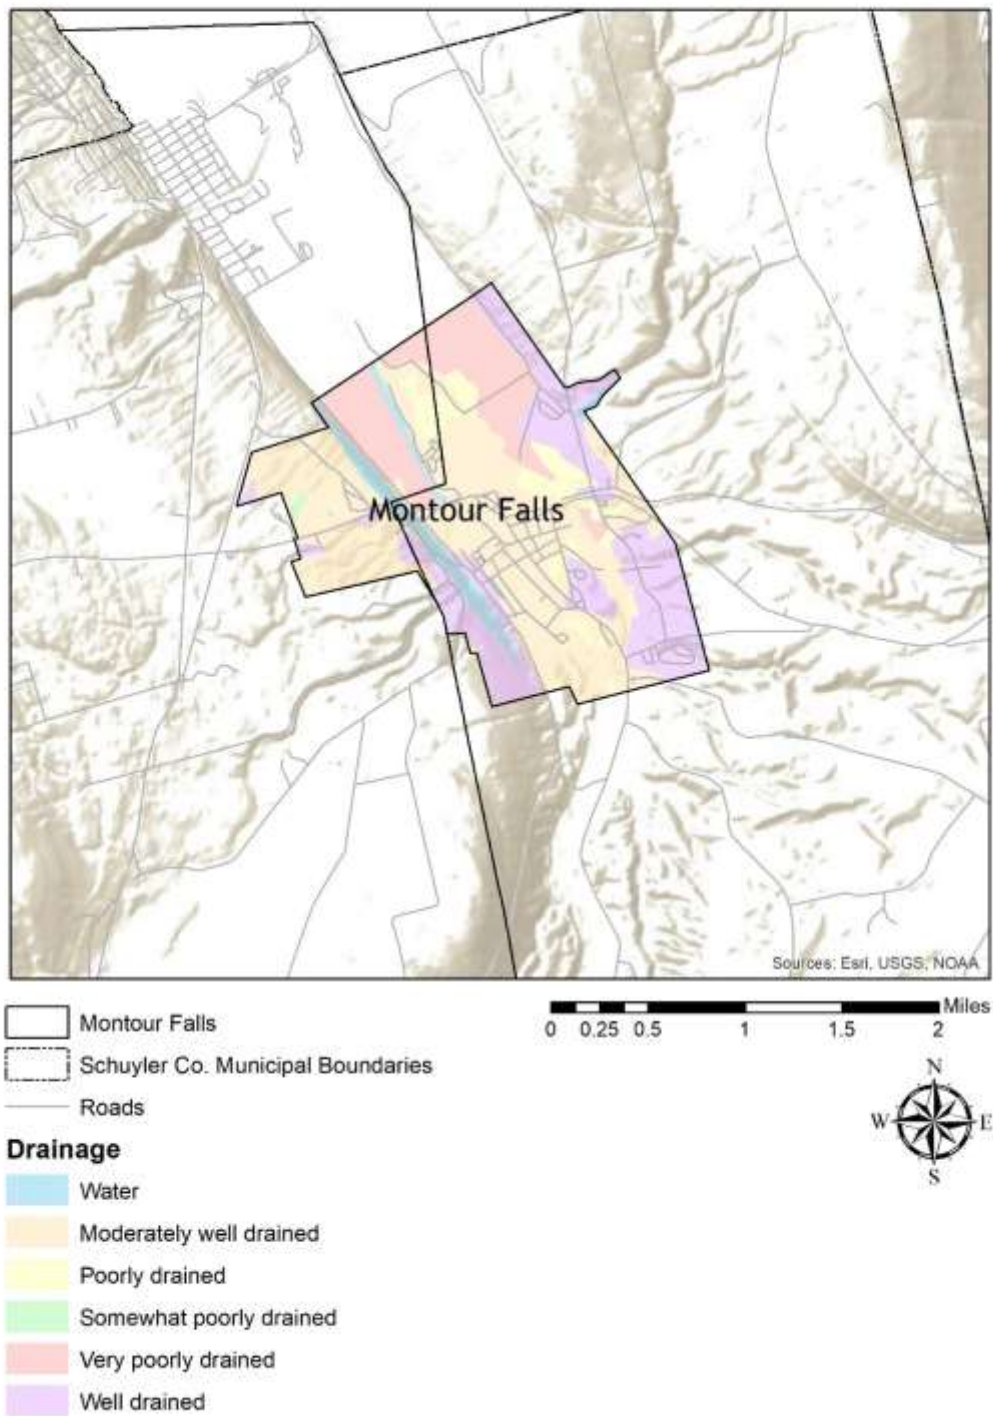 Montour Falls
Sources: Esri, USGS, NOAA
Montour Falls
Schuyler Co. Municipal Boundaries
Roads
Miles
0 0.25 0.5 1 1.5 2
N
W E
S
Drainage
Water
Moderately well drained
Poorly drained
Somewhat poorly drained
Very poorly drained
Well drained